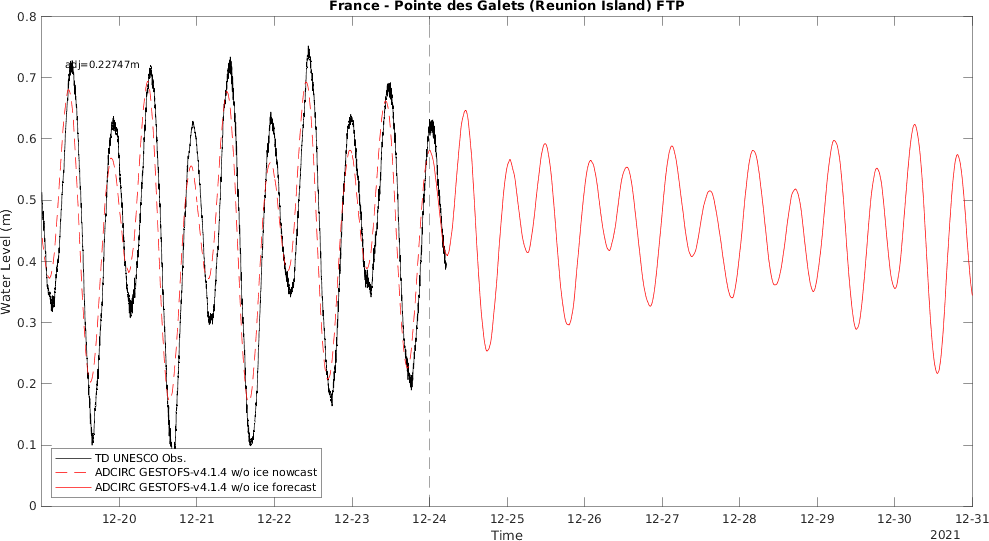 France - Pointe des Galets (Reunion Island) FTP
0.8
0.7
0.6
0.5
0.4
0.3
0.2
0.1
0
Water Level (m)
adj=0.22747m
TD UNESCO Obs.
ADCIRC GESTOFS-v4.1.4 w/o ice nowcast
ADCIRC GESTOFS-v4.1.4 w/o ice forecast
12-20 12-21 12-22 12-23 12-24 12-25 12-26 12-27 12-28 12-29 12-30 12-31
Time
2021